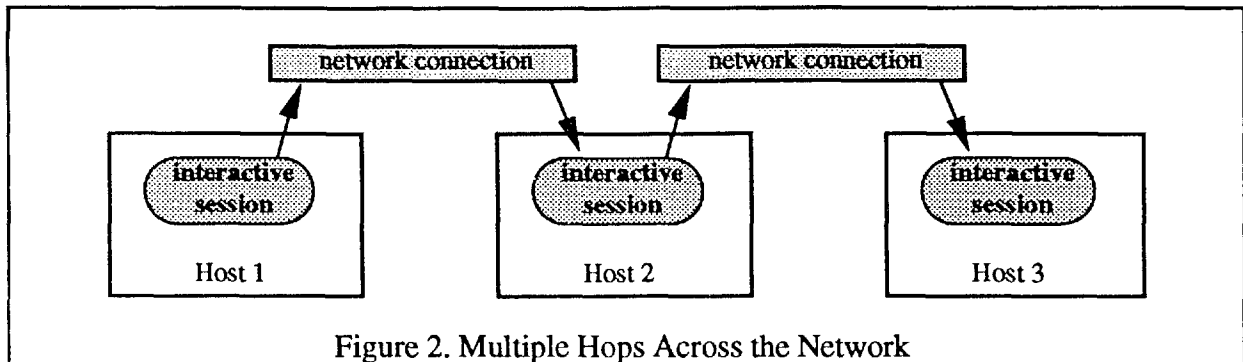 network connection
network connection
interactive
session
interactive
session
interactive
session
Host 1
Host 2
Host 3
Figure 2. Multiple Hops Across the Network